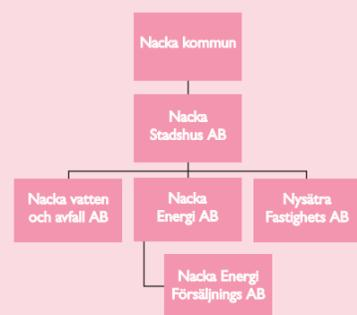 Nacka kommun
Nacka
Stadshus AB
Nacka vatten
och avfall AB
Nacka
Energi AB
Nysätra
Fastighets AB
Nacka Energi
Försäljnings AB